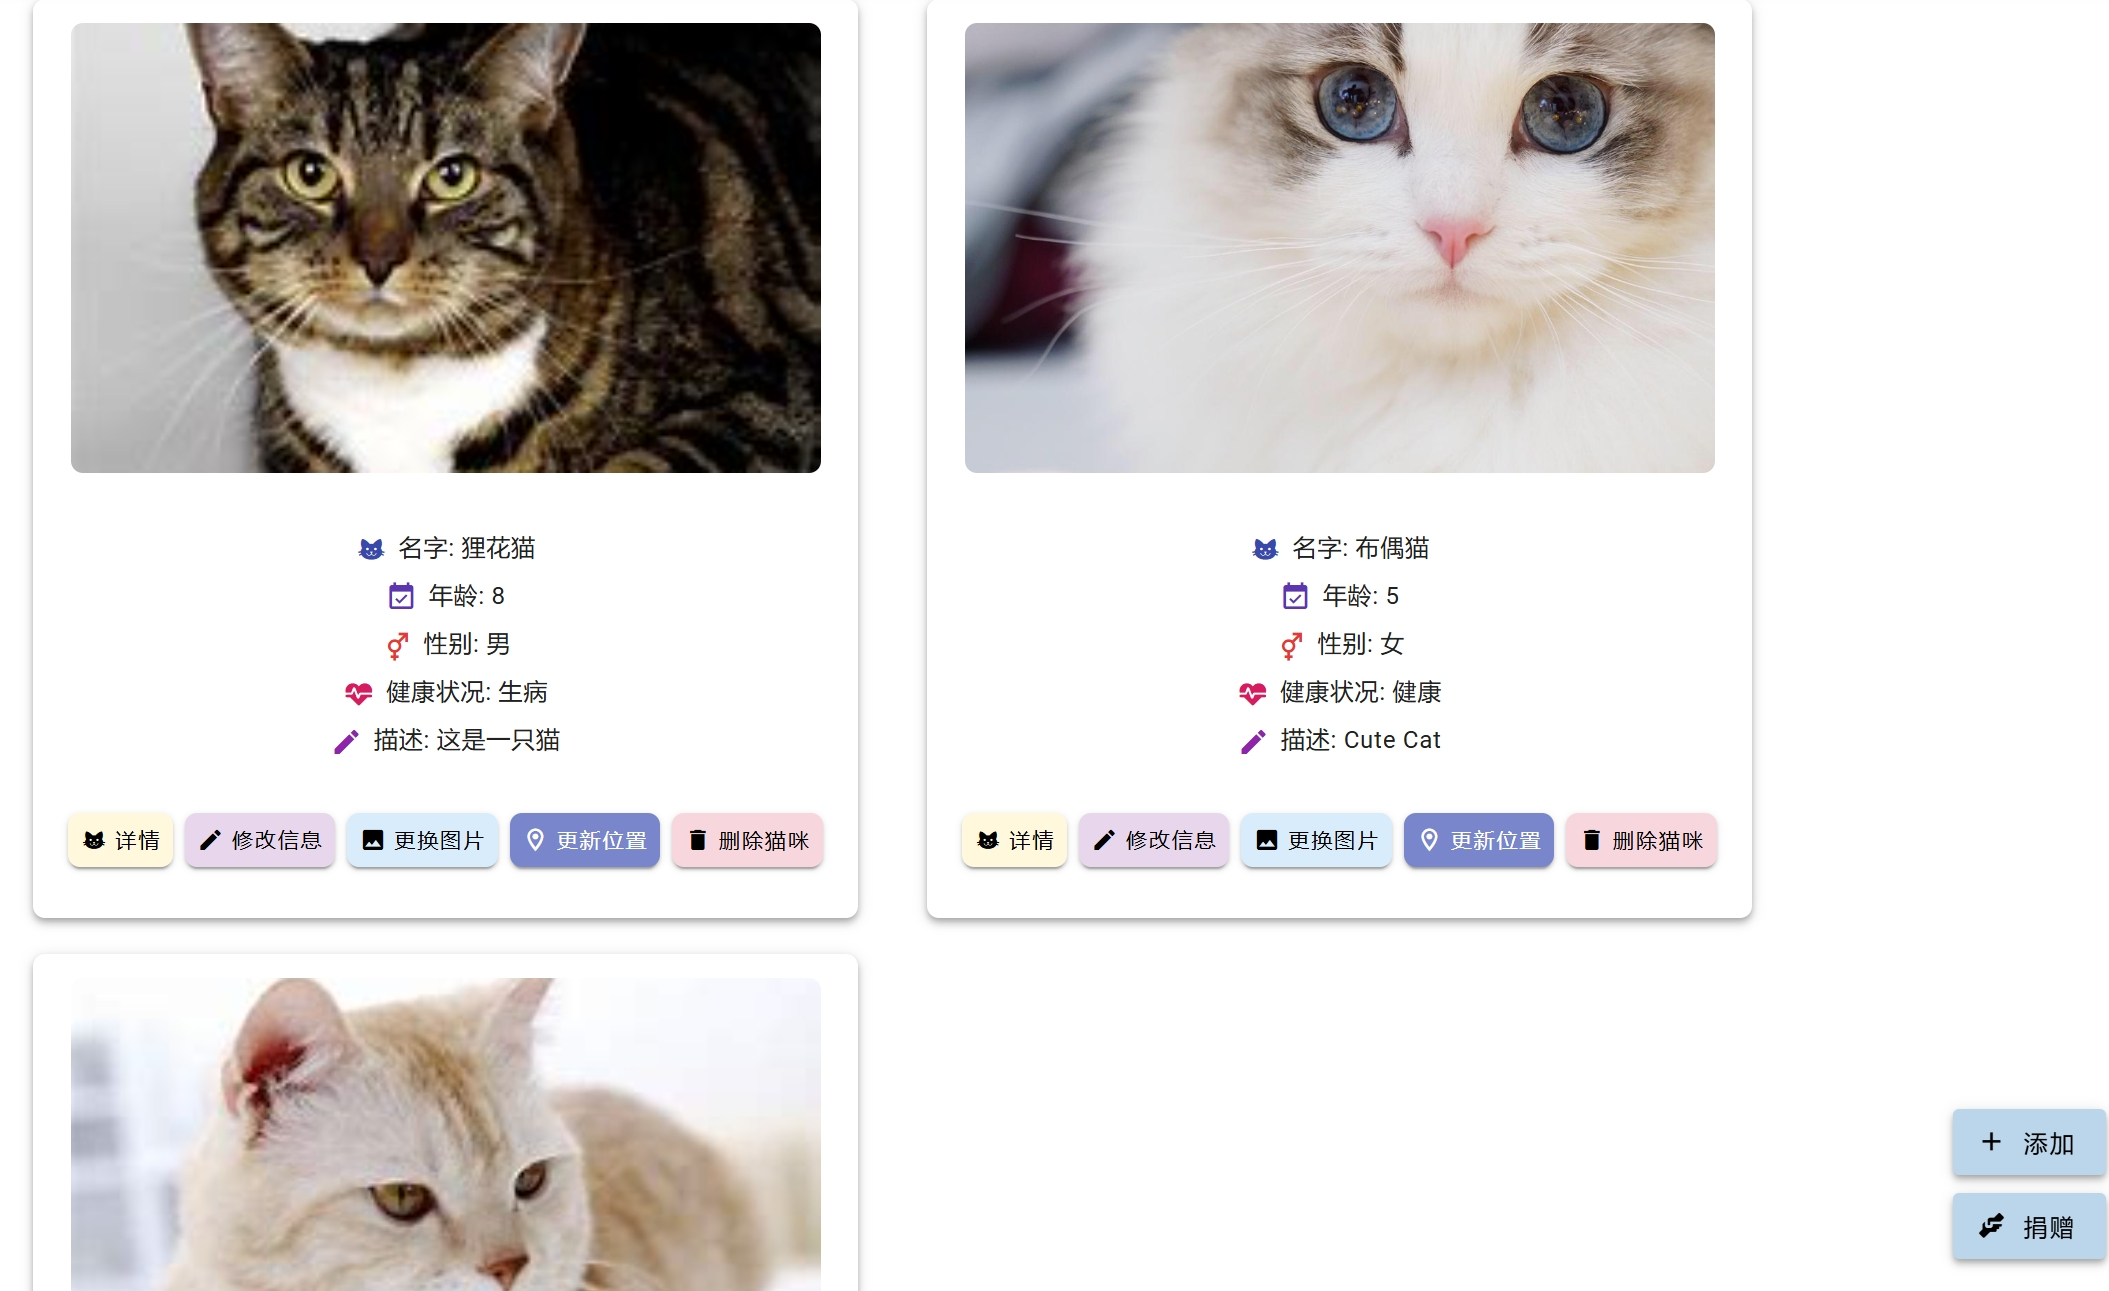 名字: 狸花猫
年龄: 8
性别: 男
健康状况: 生病
描述: 这是一只猫
详情 修改信息 更换图片 更新位置 删除猫咪
名字: 布偶猫
年龄: 5
性别: 女
健康状况: 健康
描述: Cute Cat
详情 修改信息 更换图片 更新位置 删除猫咪
添加
捐赠